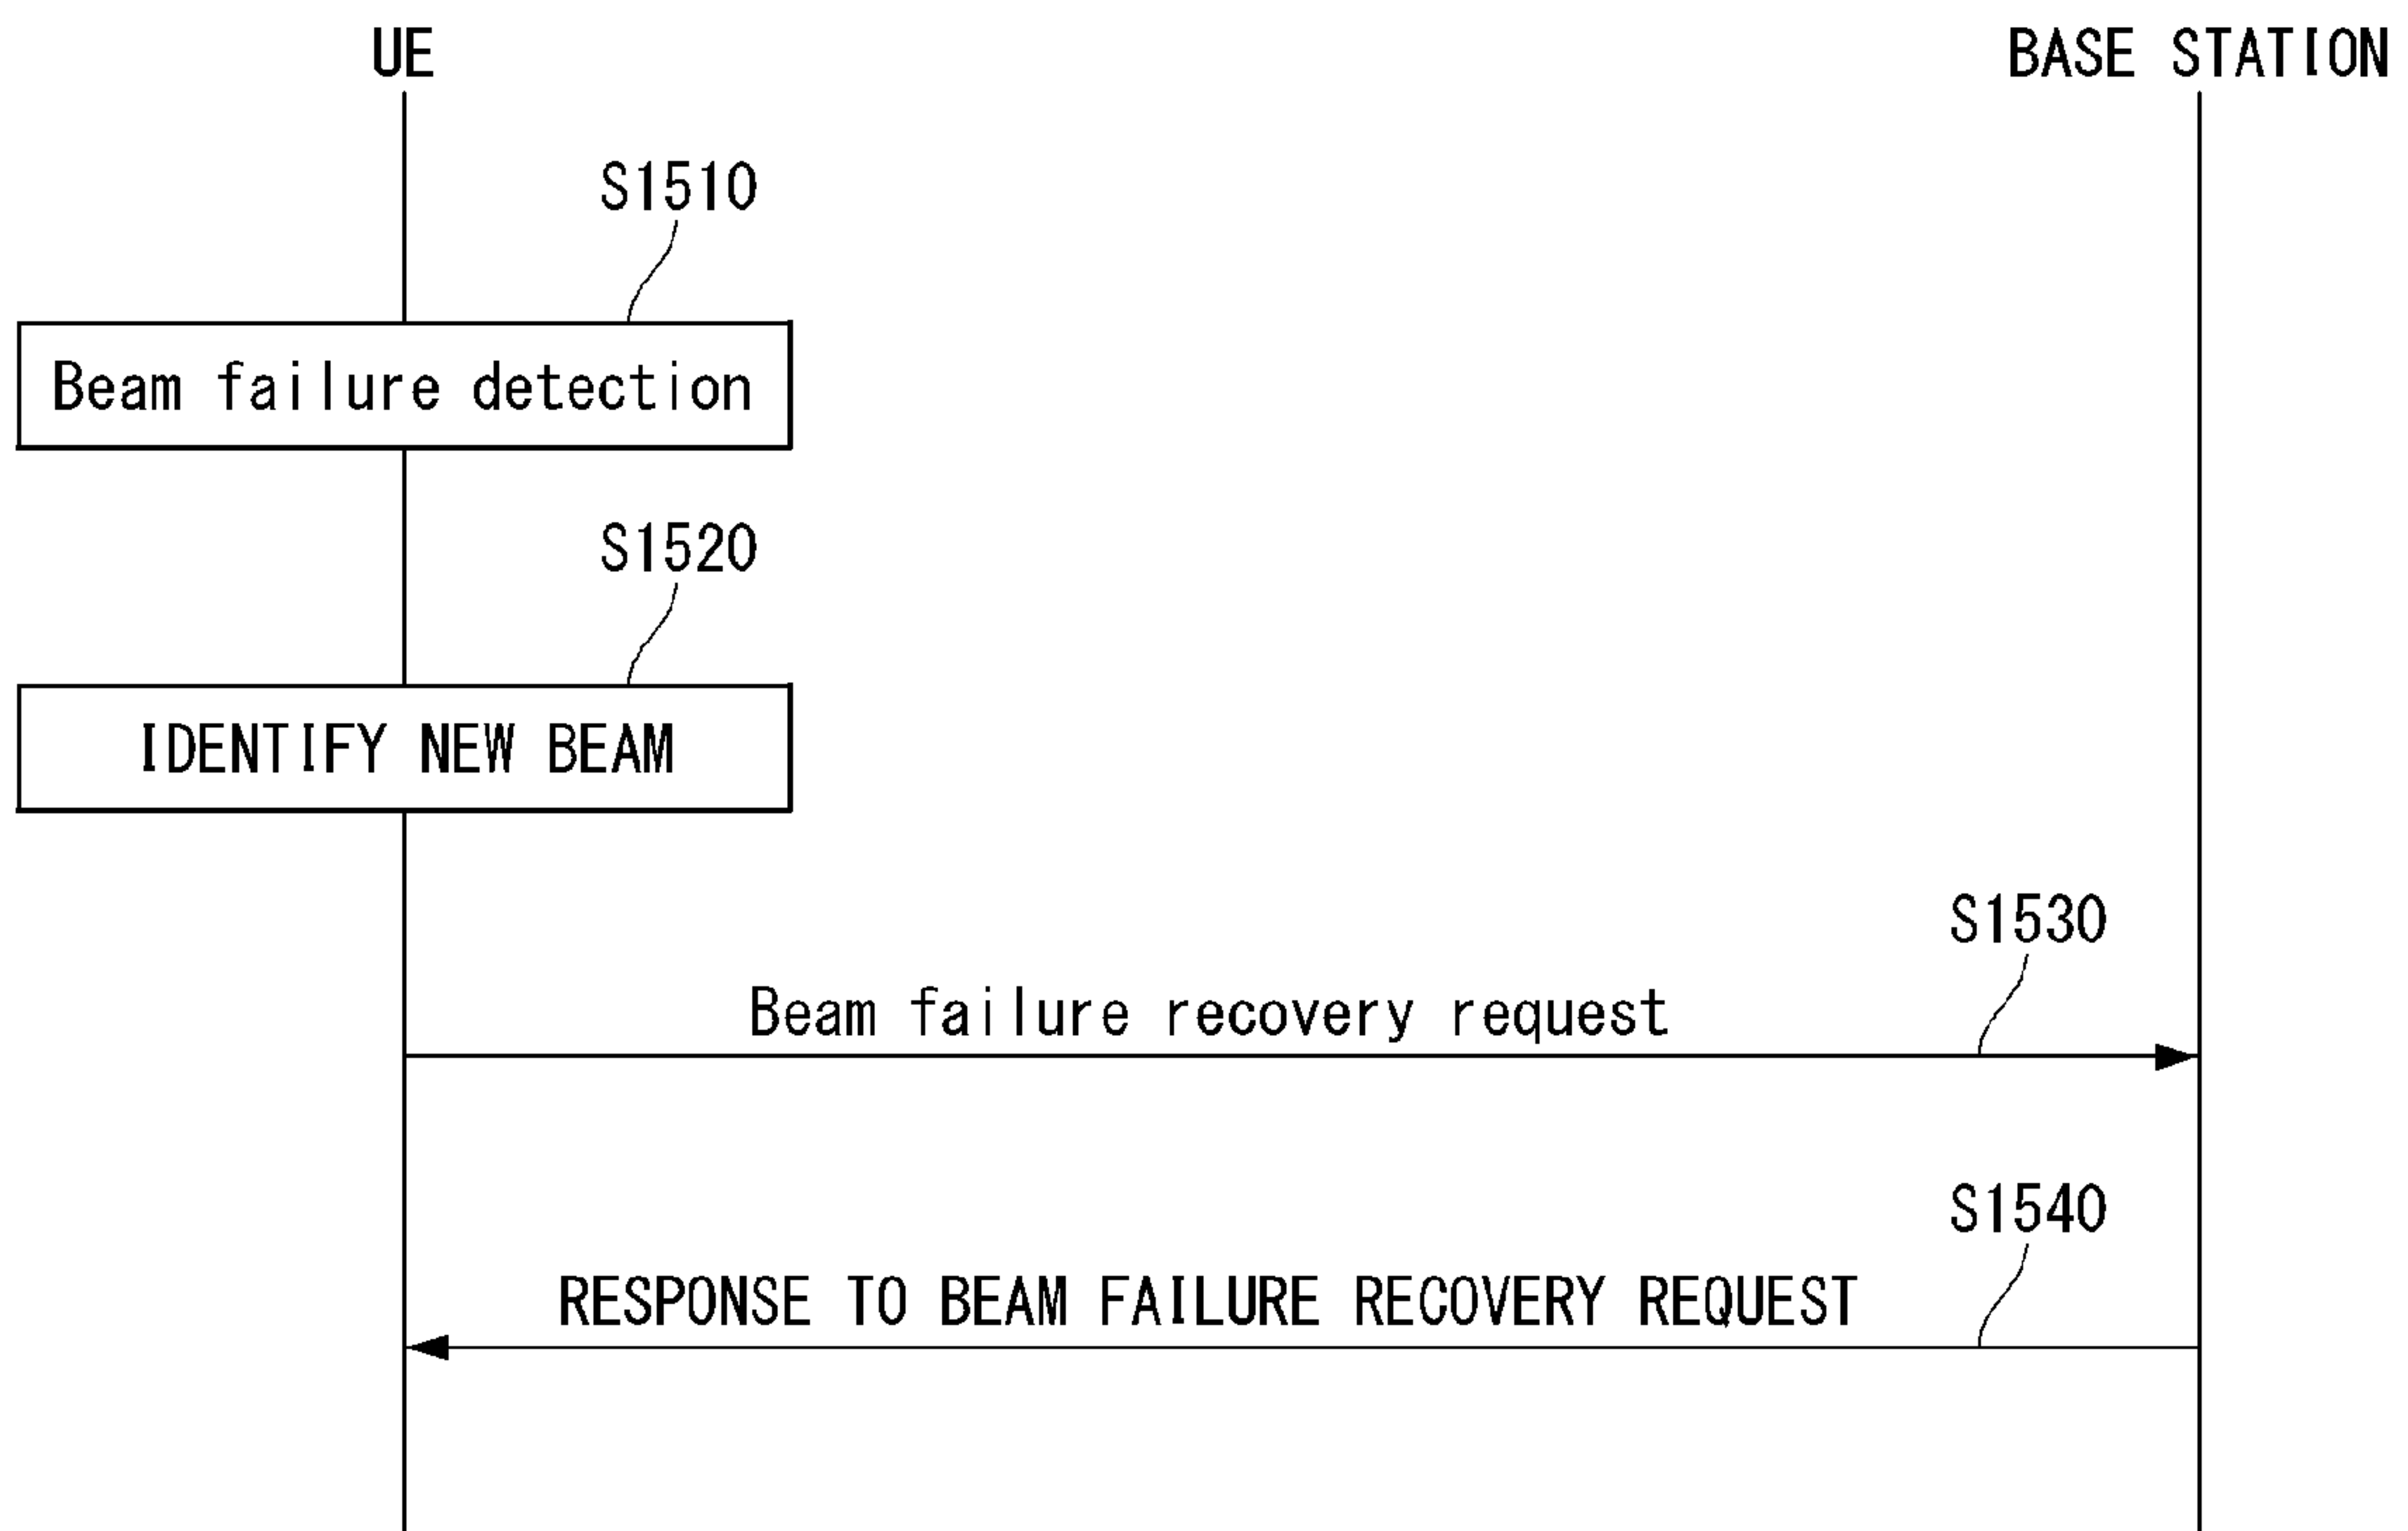 UE
BASE STATION
S1510
Beam failure detection
S1520
IDENTIFY NEW BEAM
S1530
Beam failure recovery request
S1540
RESPONSE TO BEAM FAILURE RECOVERY REQUEST